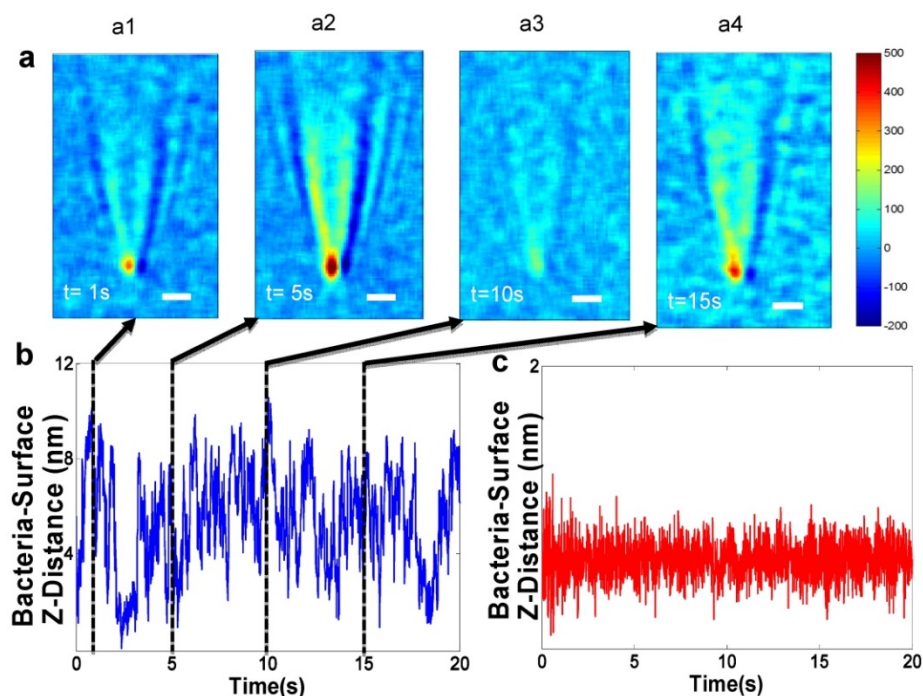 a1 a2 a3 a4
a
t= 1s t= 5s t=10s t=15s
500
400
300
200
100
0
-100
-200
b
12
8
4
Bacteria-Surface
Z-Distance (nm)
0 5 10 15 20
Time(s)
c
2
Bacteria-Surface
Z-Distance (nm)
0 5 10 15 20
Time(s)